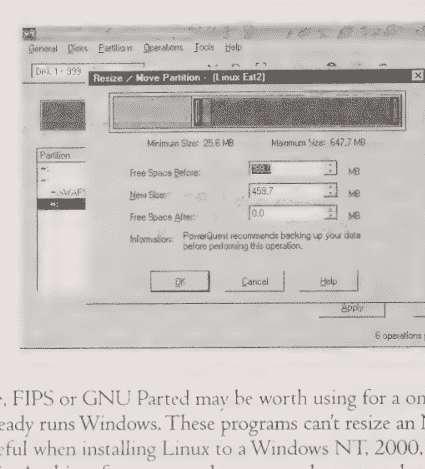 General Disks Partitions Operations Tools Help
Resize / Move Partition - (Linux Ext2)
Minimum Size: 25.6 MB Maximum Size: 647.7 MB
Partition
Free Space Before: MB
New Size: 459.7 MB
Free Space After: 0.0 MB
Information: PowerQuest recommends backing up your data
before performing this operation.
OK Cancel Help
Apply
6 operations
e, FIPS or GNU Parted may be worth using for a on
eady runs Windows. These programs can't resize an N
eful when installing Linux to a Windows NT, 2000,